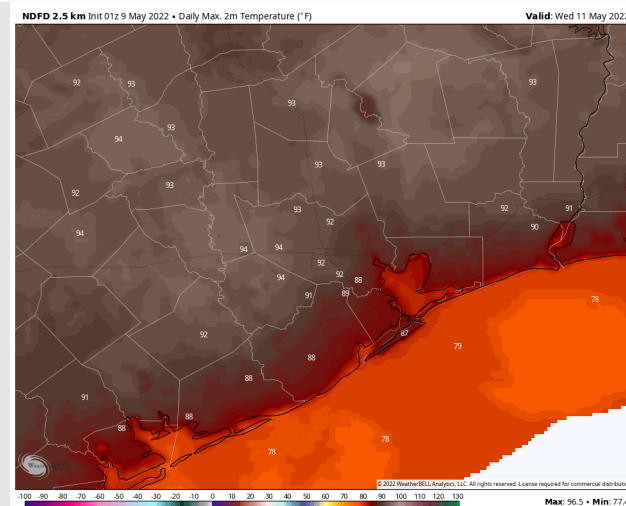 NDFD 2.5 km Init 01z 9 May 2022 • Daily Max. 2m Temperature (°F) Valid: Wed 11 May 2022
92 93 93
93
94 93
93 93
92 93
93 92 91
94 92 90
94 94
92
94 92 88 78
91 89
92 87
79
88
88
91
88 88
78 78
© 2022 WeatherBELL Analytics, LLC. All rights reserved. License required for commercial distributi
-100 -90 -80 -70 -60 -50 -40 -30 -20 -10 0 10 20 30 40 50 60 70 80 90 100 110 120 130
Max: 96.5 • Min: 77.